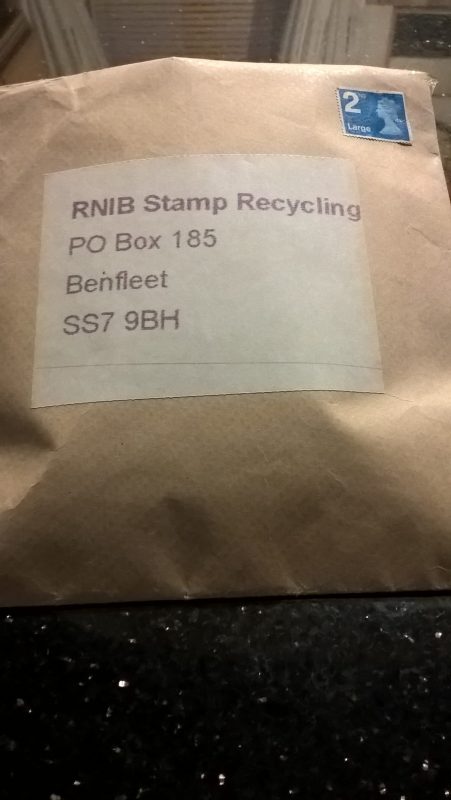 2nd
Large
RNIB Stamp Recycling
PO Box 185
Benfleet
SS7 9BH